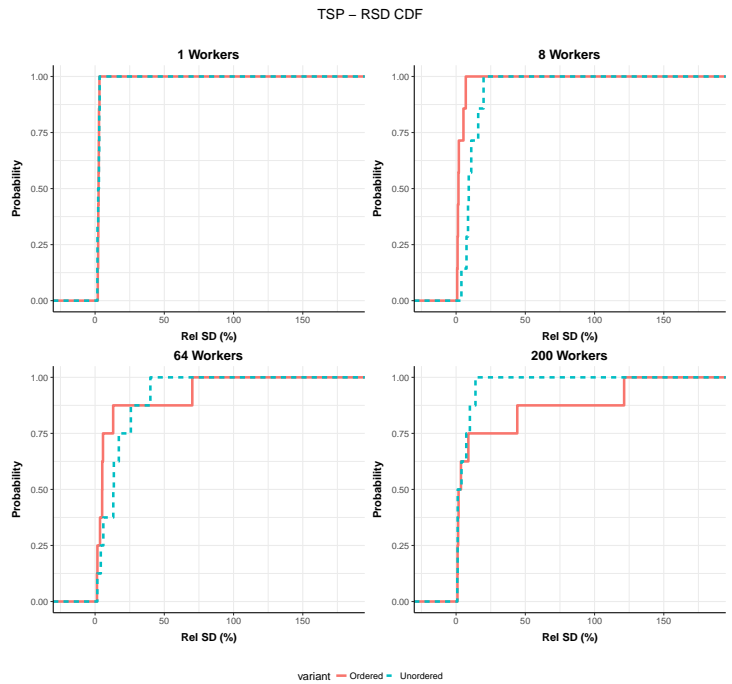 TSP – RSD CDF
1 Workers
1.00
0.75
0.50
0.25
0.00
Probability
0 50 100 150
Rel SD (%)
8 Workers
1.00
0.75
0.50
0.25
0.00
Probability
0 50 100 150
Rel SD (%)
64 Workers
1.00
0.75
0.50
0.25
0.00
Probability
0 50 100 150
Rel SD (%)
200 Workers
1.00
0.75
0.50
0.25
0.00
Probability
0 50 100 150
Rel SD (%)
variant Ordered Unordered